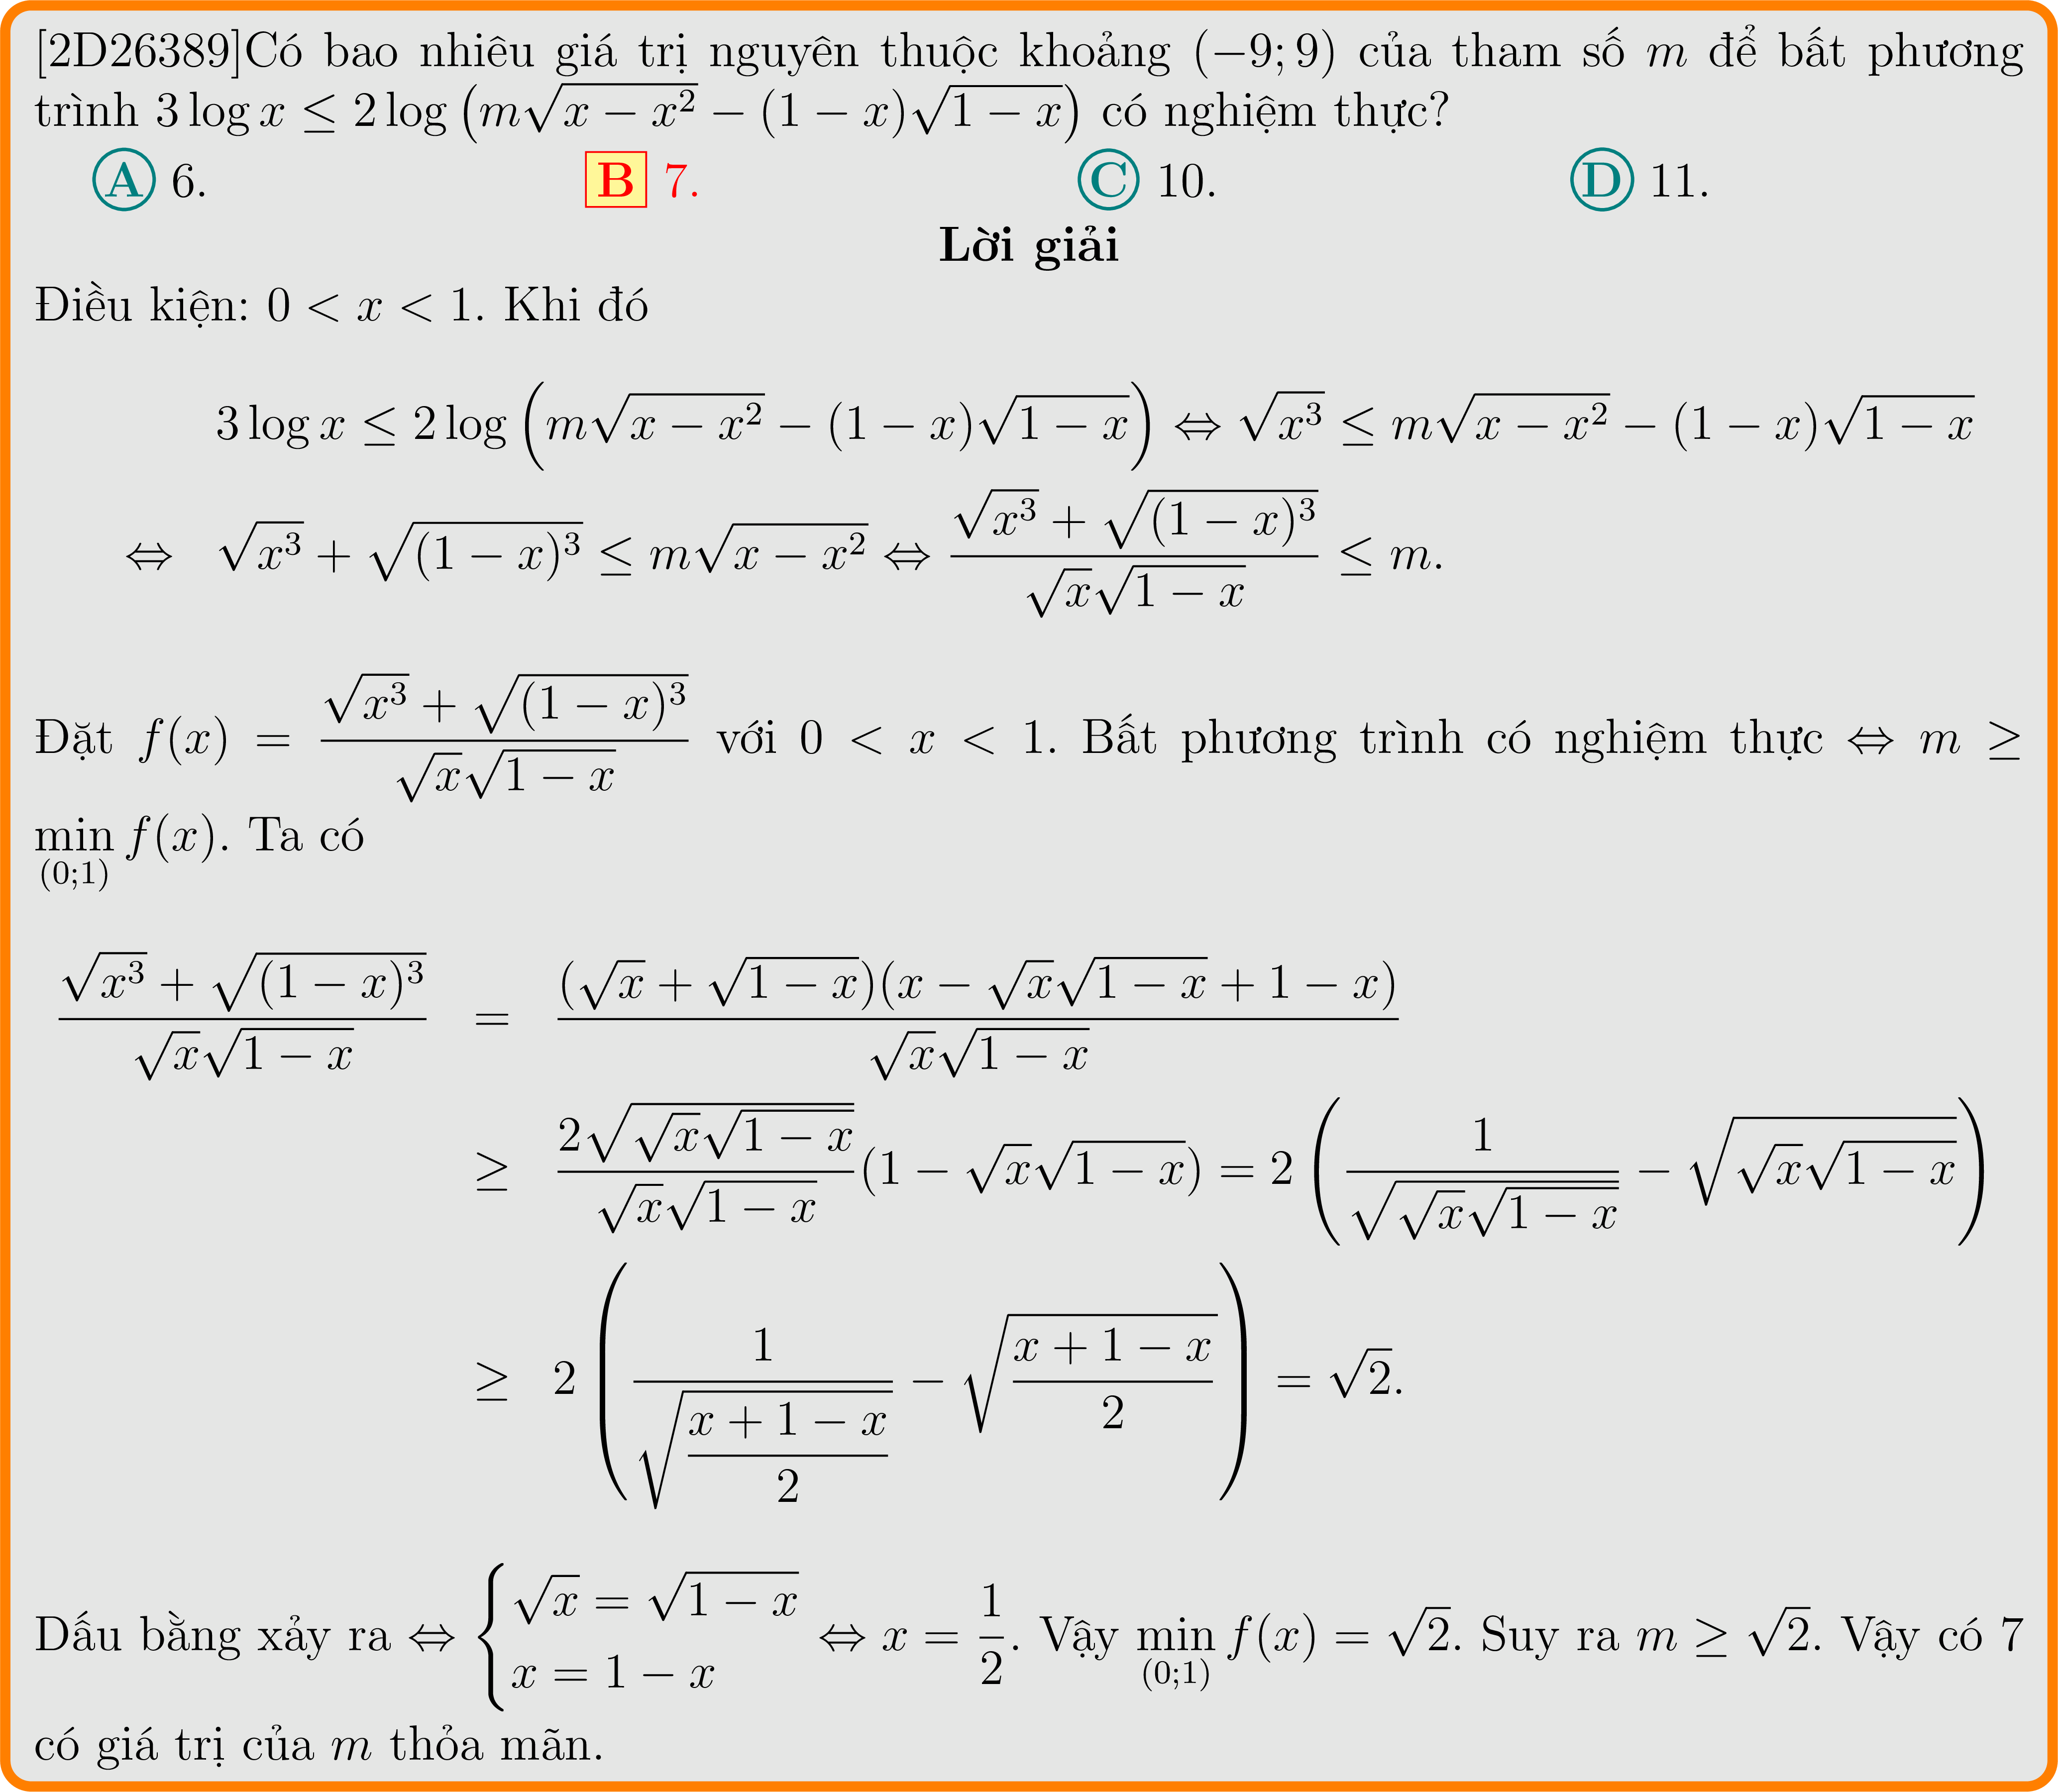 [2D26389]Có bao nhiêu giá trị nguyên thuộc khoảng $(-9;9)$ của tham số $m$ để bất phương
trình $3\log x \leq 2\log\left(m\sqrt{x-x^2}-(1-x)\sqrt{1-x}\right)$ có nghiệm thực?
A 6. B 7. C 10. D 11.
Lời giải
Điều kiện: $0<x<1$. Khi đó
$3\log x \leq 2\log\left(m\sqrt{x-x^2}-(1-x)\sqrt{1-x}\right) \Leftrightarrow \sqrt{x^3} \leq m\sqrt{x-x^2}-(1-x)\sqrt{1-x}$
$\Leftrightarrow \sqrt{x^3}+\sqrt{(1-x)^3} \leq m\sqrt{x-x^2} \Leftrightarrow \dfrac{\sqrt{x^3}+\sqrt{(1-x)^3}}{\sqrt{x}\sqrt{1-x}} \leq m.$
Đặt $f(x) = \dfrac{\sqrt{x^3}+\sqrt{(1-x)^3}}{\sqrt{x}\sqrt{1-x}}$ với $0<x<1$. Bất phương trình có nghiệm thực $\Leftrightarrow m \geq$
$\min\limits_{(0;1)} f(x)$. Ta có
$\dfrac{\sqrt{x^3}+\sqrt{(1-x)^3}}{\sqrt{x}\sqrt{1-x}} = \dfrac{(\sqrt{x}+\sqrt{1-x})(x-\sqrt{x}\sqrt{1-x}+1-x)}{\sqrt{x}\sqrt{1-x}}$
$\geq \dfrac{2\sqrt{\sqrt{x}\sqrt{1-x}}}{\sqrt{x}\sqrt{1-x}}(1-\sqrt{x}\sqrt{1-x}) = 2\left(\dfrac{1}{\sqrt{\sqrt{x}\sqrt{1-x}}}-\sqrt{\sqrt{x}\sqrt{1-x}}\right)$
$\geq 2\left(\dfrac{1}{\sqrt{\dfrac{x+1-x}{2}}}-\sqrt{\dfrac{x+1-x}{2}}\right) = \sqrt{2}.$
Dấu bằng xảy ra $\Leftrightarrow \begin{cases}\sqrt{x}=\sqrt{1-x}\\x=1-x\end{cases} \Leftrightarrow x=\dfrac{1}{2}$. Vậy $\min\limits_{(0;1)} f(x)=\sqrt{2}$. Suy ra $m \geq \sqrt{2}$. Vậy có 7
có giá trị của $m$ thỏa mãn.